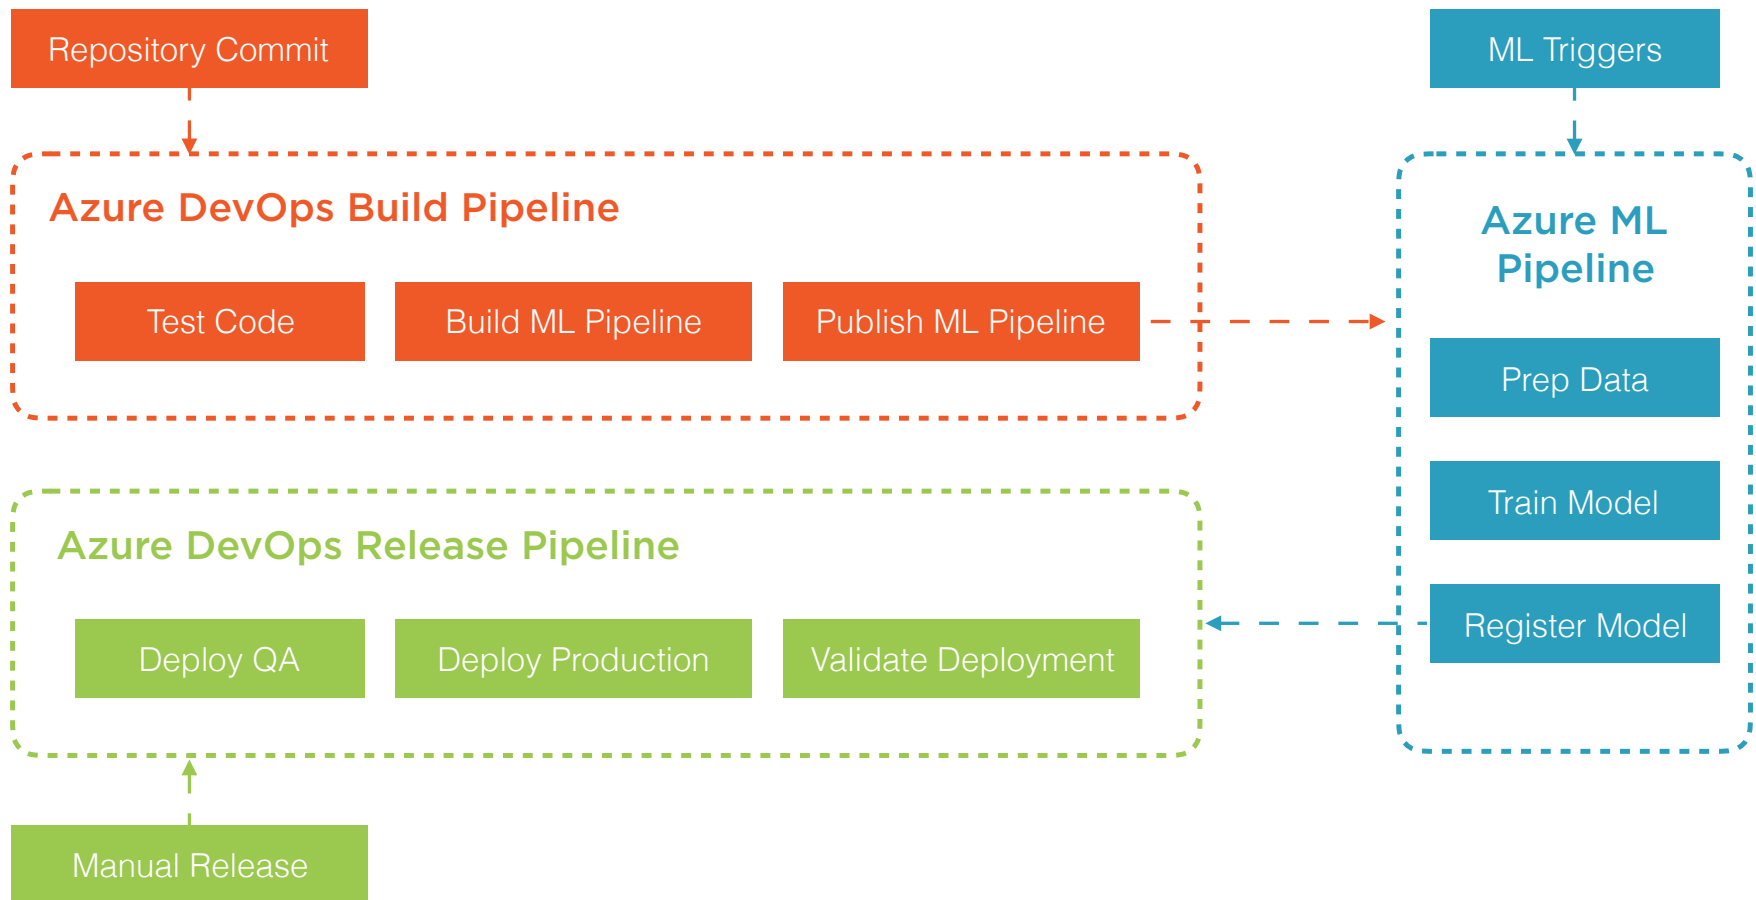 Repository Commit
ML Triggers
Azure DevOps Build Pipeline
Test Code
Build ML Pipeline
Publish ML Pipeline
Azure ML
Pipeline
Prep Data
Train Model
Register Model
Azure DevOps Release Pipeline
Deploy QA
Deploy Production
Validate Deployment
Manual Release